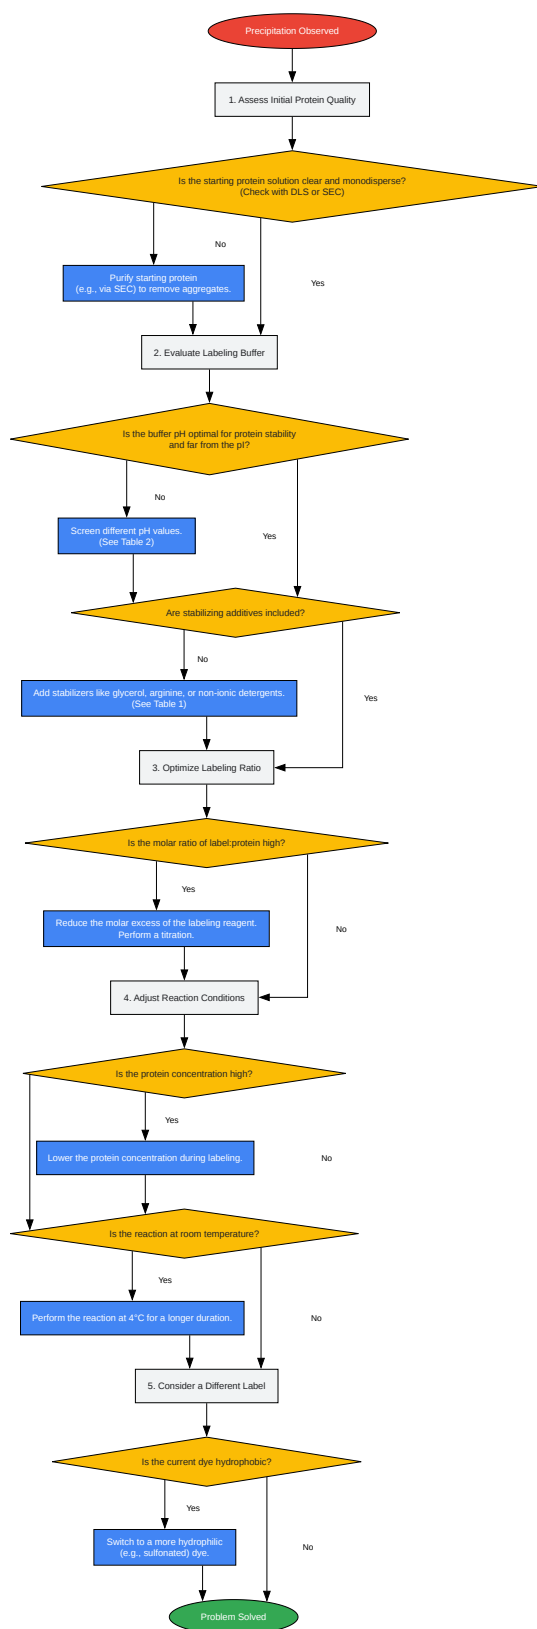 Precipitation Observed
1. Assess Initial Protein Quality
Is the starting protein solution clear and monodisperse?
(Check with DLS or SEC)
No
Purify starting protein
(e.g., via SEC) to remove aggregates.
Yes
2. Evaluate Labeling Buffer
Is the buffer pH optimal for protein stability
and far from the pI?
No
Screen different pH values.
(See Table 2)
Yes
Are stabilizing additives included?
No
Add stabilizers like glycerol, arginine, or non-ionic detergents.
(See Table 1)
Yes
3. Optimize Labeling Ratio
Is the molar ratio of label:protein high?
Yes
Reduce the molar excess of the labeling reagent.
Perform a titration.
No
4. Adjust Reaction Conditions
Is the protein concentration high?
Yes
Lower the protein concentration during labeling.
No
Is the reaction at room temperature?
Yes
Perform the reaction at 4°C for a longer duration.
No
5. Consider a Different Label
Is the current dye hydrophobic?
Yes
Switch to a more hydrophilic
(e.g., sulfonated) dye.
No
Problem Solved